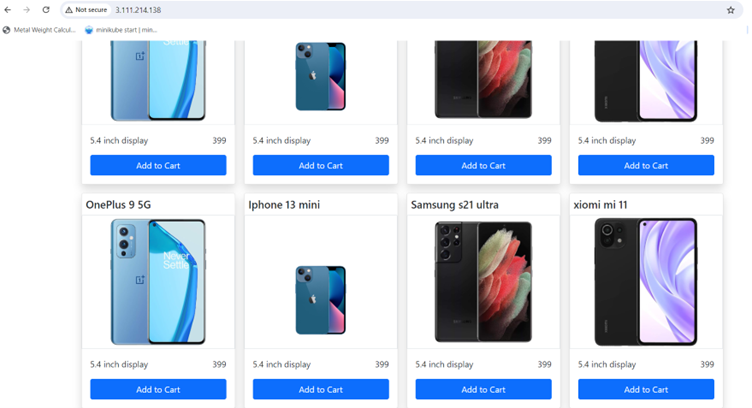 Not secure 3.111.214.138
Metal Weight Calcul... minikube start | min...
5.4 inch display 399 5.4 inch display 399 5.4 inch display 399 5.4 inch display 399
Add to Cart Add to Cart Add to Cart Add to Cart
OnePlus 9 5G Iphone 13 mini Samsung s21 ultra xiomi mi 11
Never
Settle
5.4 inch display 399 5.4 inch display 399 5.4 inch display 399 5.4 inch display 399
Add to Cart Add to Cart Add to Cart Add to Cart